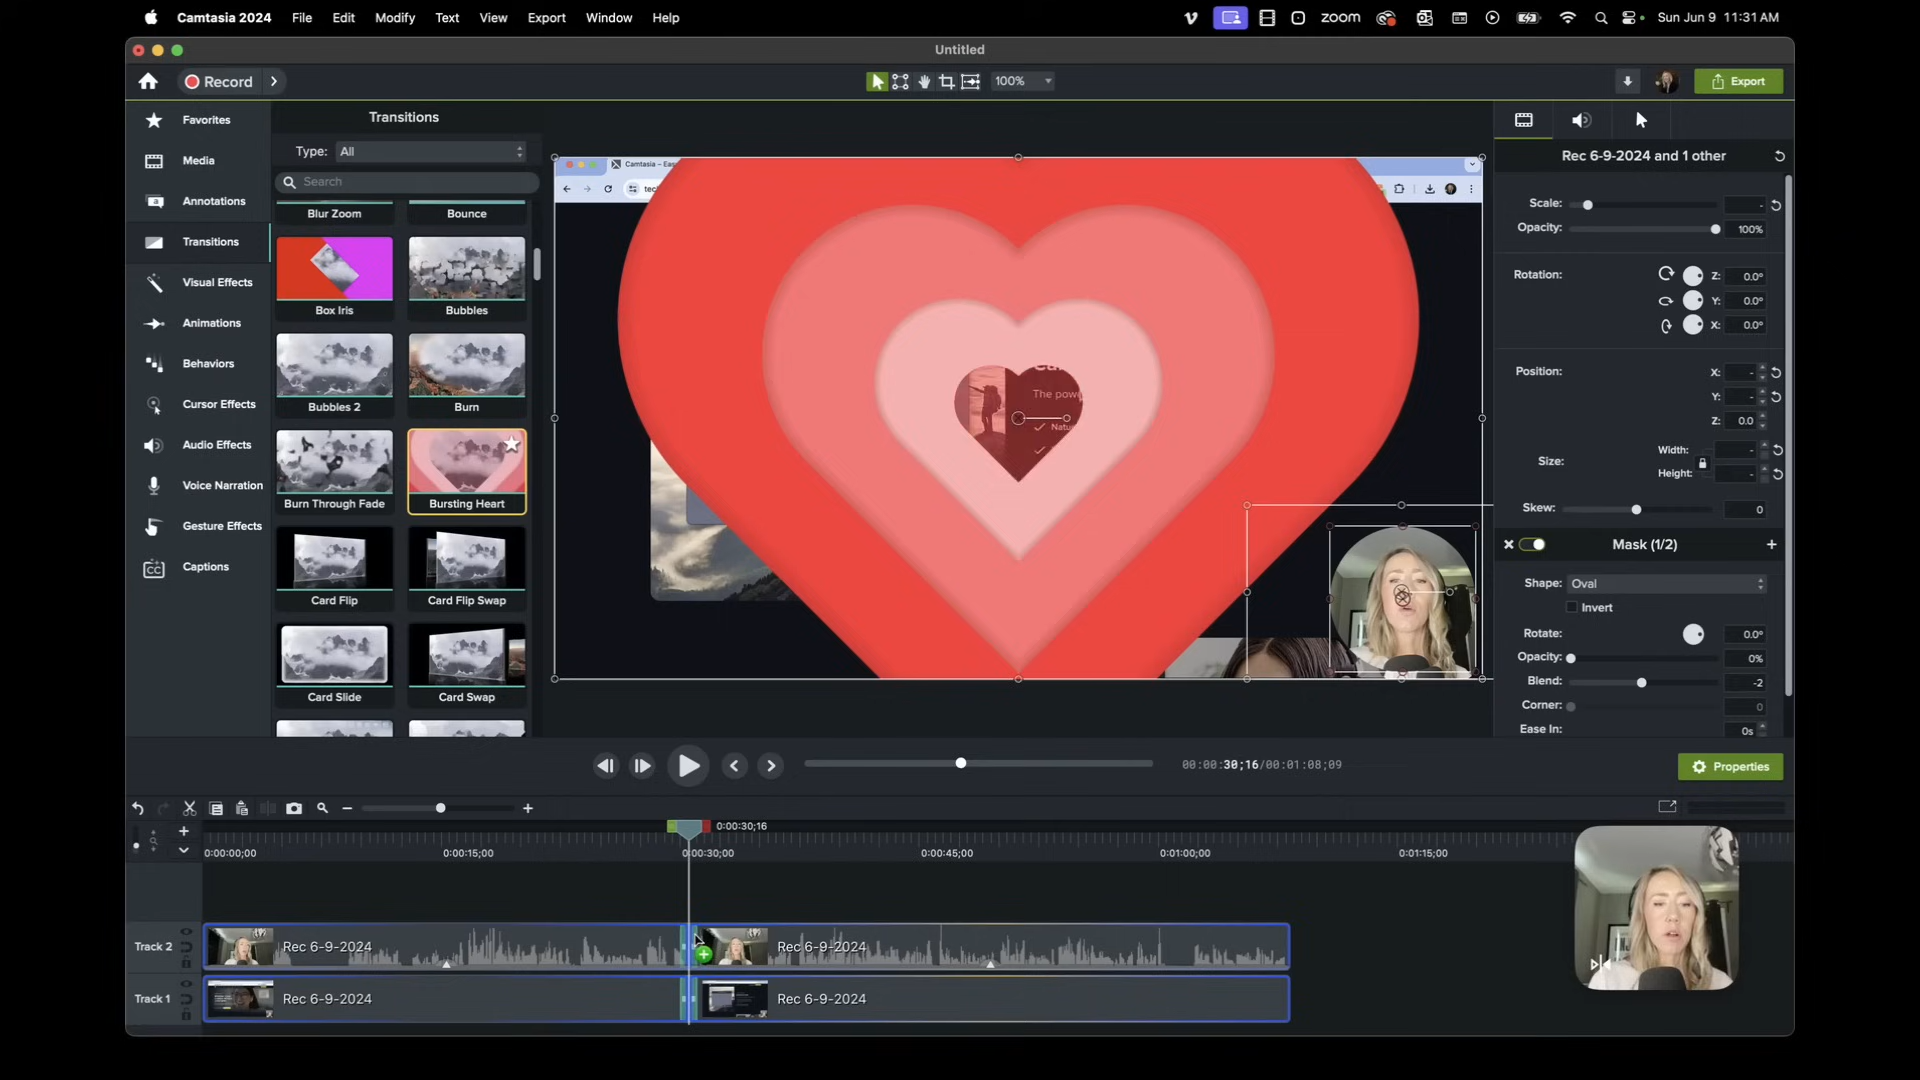 Camtasia 2024 File Edit Modify Text View Export Window Help zoom Sun Jun 9 11:31 AM
Untitled
Record 100% Export
Favorites
Media
Annotations
Transitions
Visual Effects
Animations
Behaviors
Cursor Effects
Audio Effects
Voice Narration
Gesture Effects
CC Captions
Transitions
Type: All
Search
Blur Zoom Bounce
Box Iris Bubbles
Bubbles 2 Burn
Burn Through Fade Bursting Heart
Card Flip Card Flip Swap
Card Slide Card Swap
The powe
Rec 6-9-2024 and 1 other
Scale: -
Opacity: 100%
Rotation: Z: 0.0°
Y: 0.0°
X: 0.0°
Position: X: -
Y: -
Z: 0.0
Size: Width: -
Height: -
Skew: 0
Mask (1/2)
Shape: Oval
Invert
Rotate: 0.0°
Opacity: 0%
Blend: -2
Corner: 0
Ease In: 0s
00:00:30;16/00:01:08;09
Properties
0:00:30;16
0:00:00;00 0:00:15;00 0:00:30;00 0:00:45;00 0:01:00;00 0:01:15;00
Track 2 Rec 6-9-2024 Rec 6-9-2024
Track 1 Rec 6-9-2024 Rec 6-9-2024